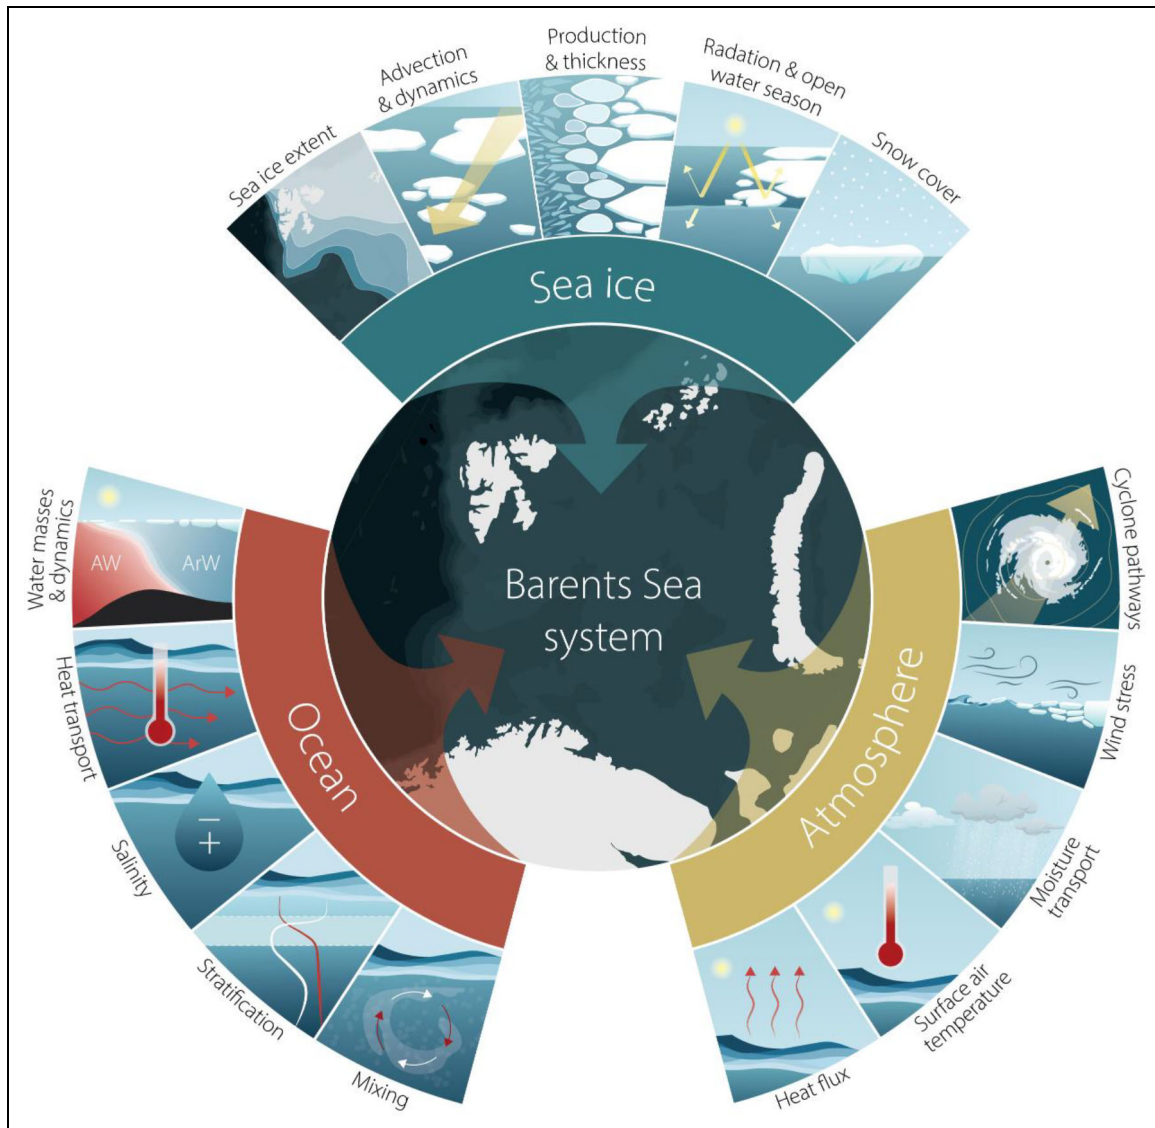 Sea ice extent
Advection
& dynamics
Production
& thickness
Radation & open
water season
Snow cover
Sea ice
Barents Sea
system
Water masses
& dynamics
AW
ArW
Heat transport
Salinity
− +
Stratification
Mixing
Ocean
Cyclone pathways
Wind stress
Moisture
transport
Surface air
temperature
Heat flux
Atmosphere